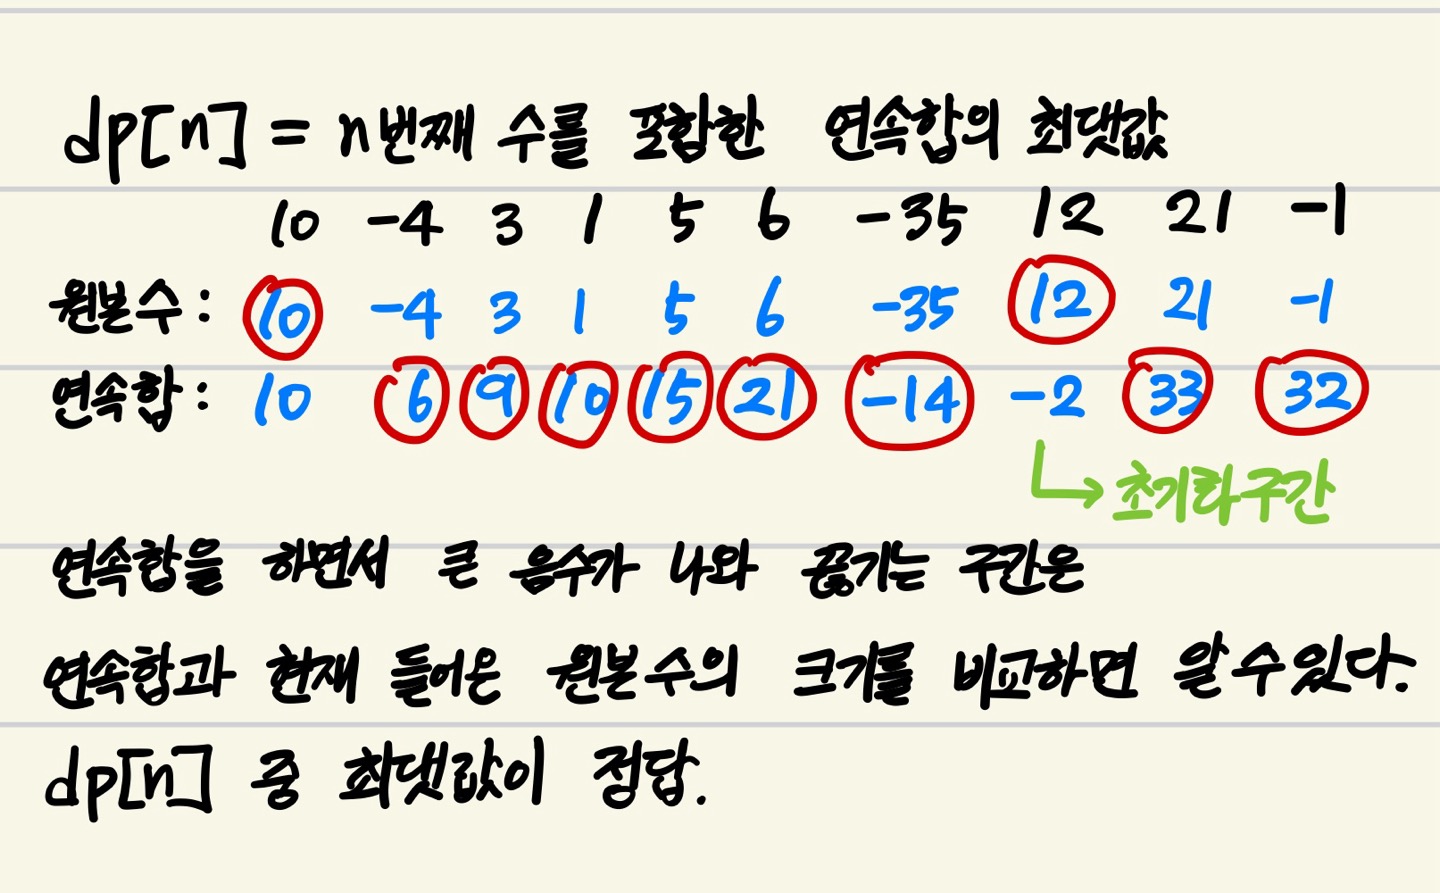 dp[n] = n번째 수를 포함한 연속합의 최댓값
10 -4 3 1 5 6 -35 12 21 -1
원본수: 10 -4 3 1 5 6 -35 12 21 -1
연속합: 10 6 9 10 15 21 -14 -2 33 32
초기화구간
연속합을 하면서 큰 음수가 나와 끊기는 구간은
연속합과 현재 들어온 원본수의 크기를 비교하면 알수있다.
dp[n] 중 최댓값이 정답.